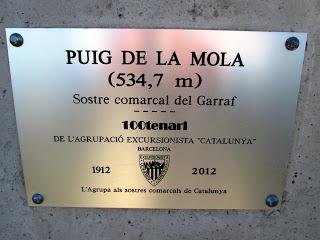 PUIG DE LA MOLA
(534,7 m)
Sostre comarcal del Garraf
-----
100tenari
DE L'AGRUPACIÓ EXCURSIONISTA "CATALUNYA"
BARCELONA
1912 2012
L'Agrupa als sostres comarcals de Catalunya